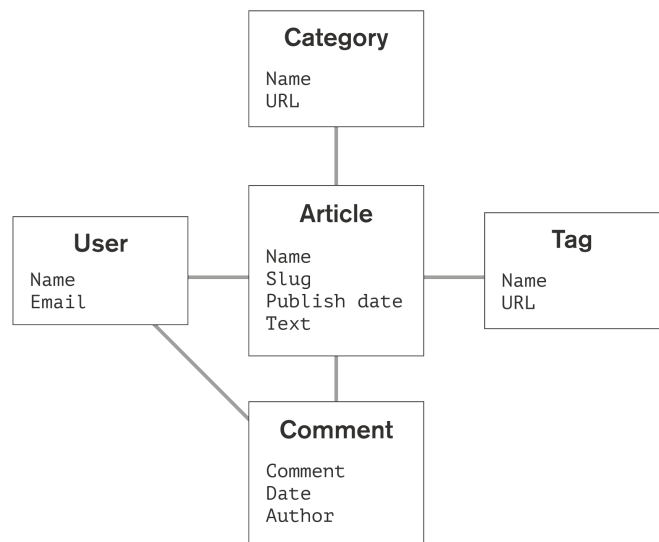 Category
Name
URL
Article
Name
Slug
Publish date
Text
User
Name
Email
Tag
Name
URL
Comment
Comment
Date
Author